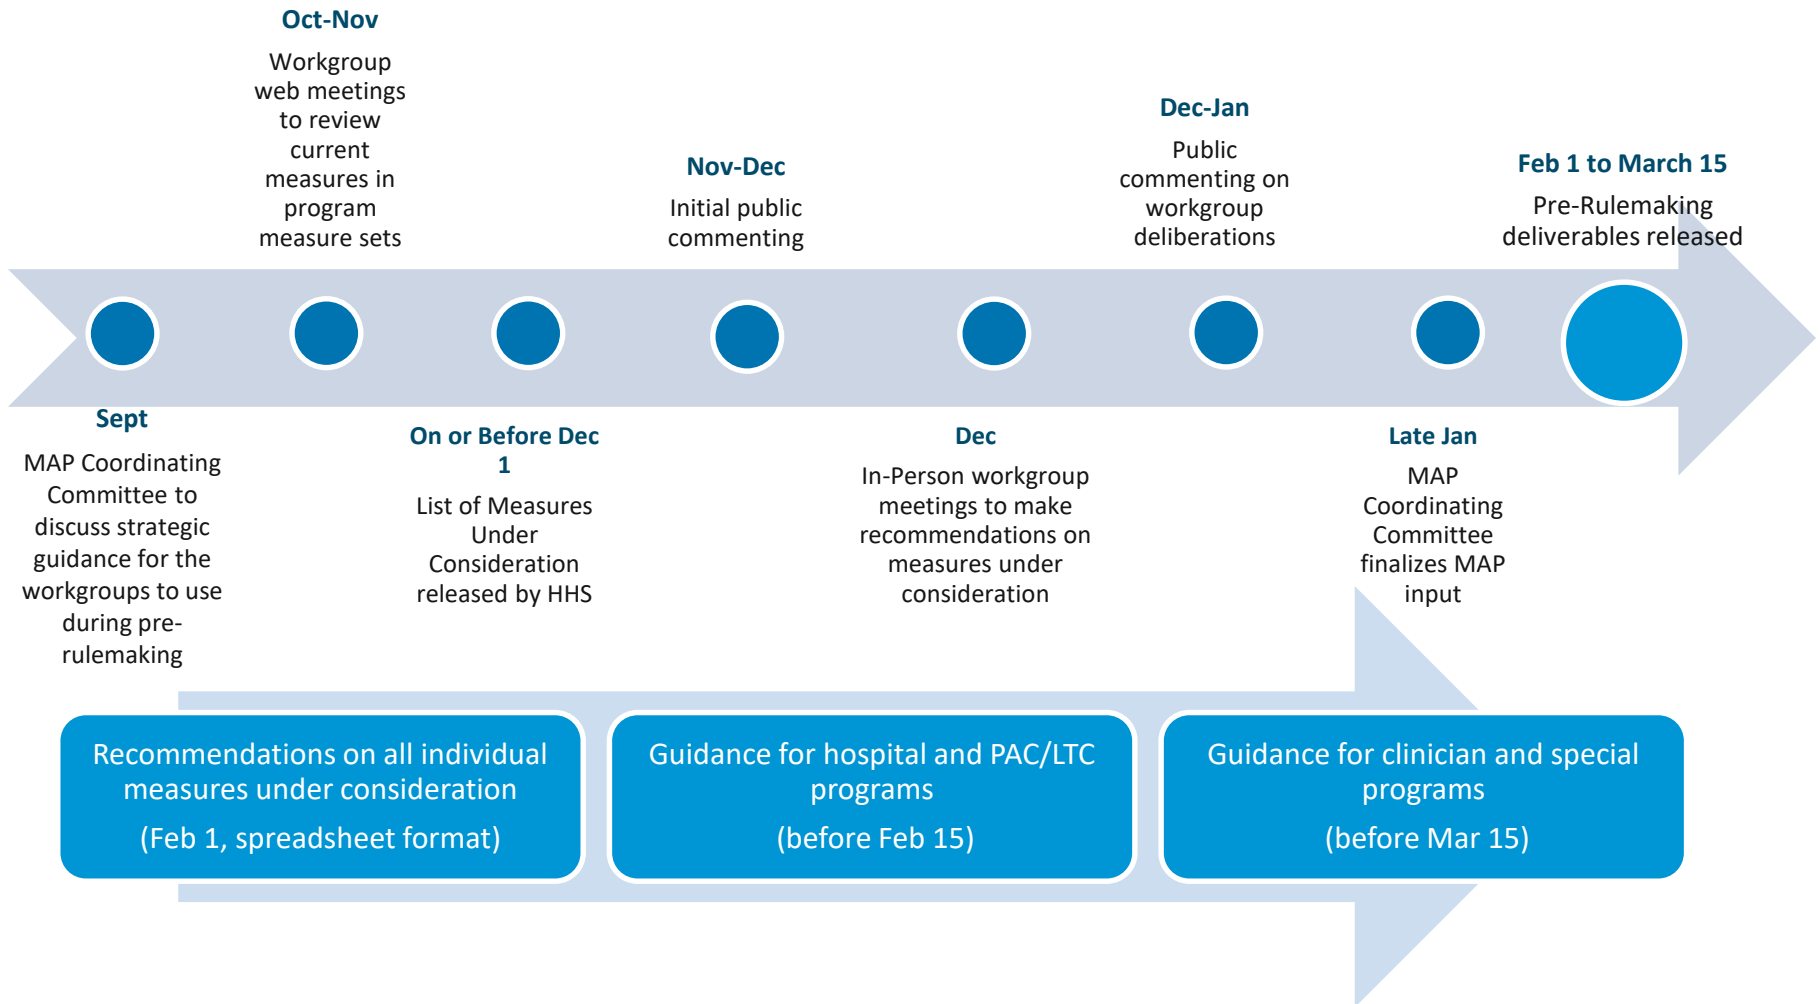 Oct-Nov
Workgroup
web meetings
to review
current
measures in
program
measure sets
Nov-Dec
Initial public
commenting
Dec-Jan
Public
commenting on
workgroup
deliberations
Feb 1 to March 15
Pre-Rulemaking
deliverables released
Sept
MAP Coordinating
Committee to
discuss strategic
guidance for the
workgroups to use
during pre-
rulemaking
On or Before Dec
1
List of Measures
Under
Consideration
released by HHS
Dec
In-Person workgroup
meetings to make
recommendations on
measures under
consideration
Late Jan
MAP
Coordinating
Committee
finalizes MAP
input
Recommendations on all individual
measures under consideration
(Feb 1, spreadsheet format)
Guidance for hospital and PAC/LTC
programs
(before Feb 15)
Guidance for clinician and special
programs
(before Mar 15)